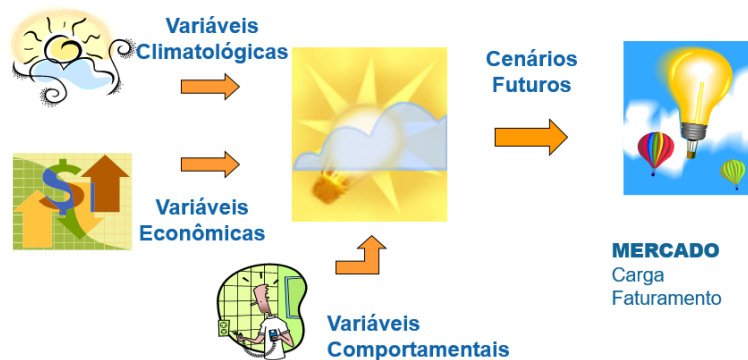 Variáveis
Climatológicas
Cenários
Futuros
Variáveis
Econômicas
MERCADO
Carga
Faturamento
Variáveis
Comportamentais